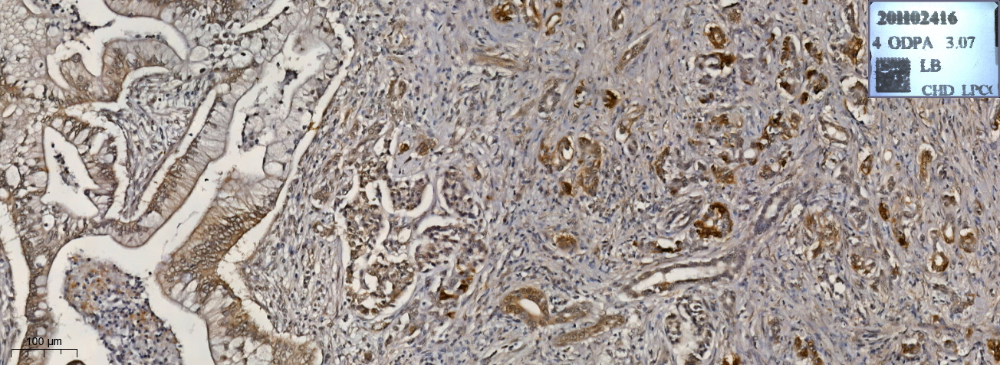 20H02416
4 ODPA 3.07
LB
CHD LPC
100 µm